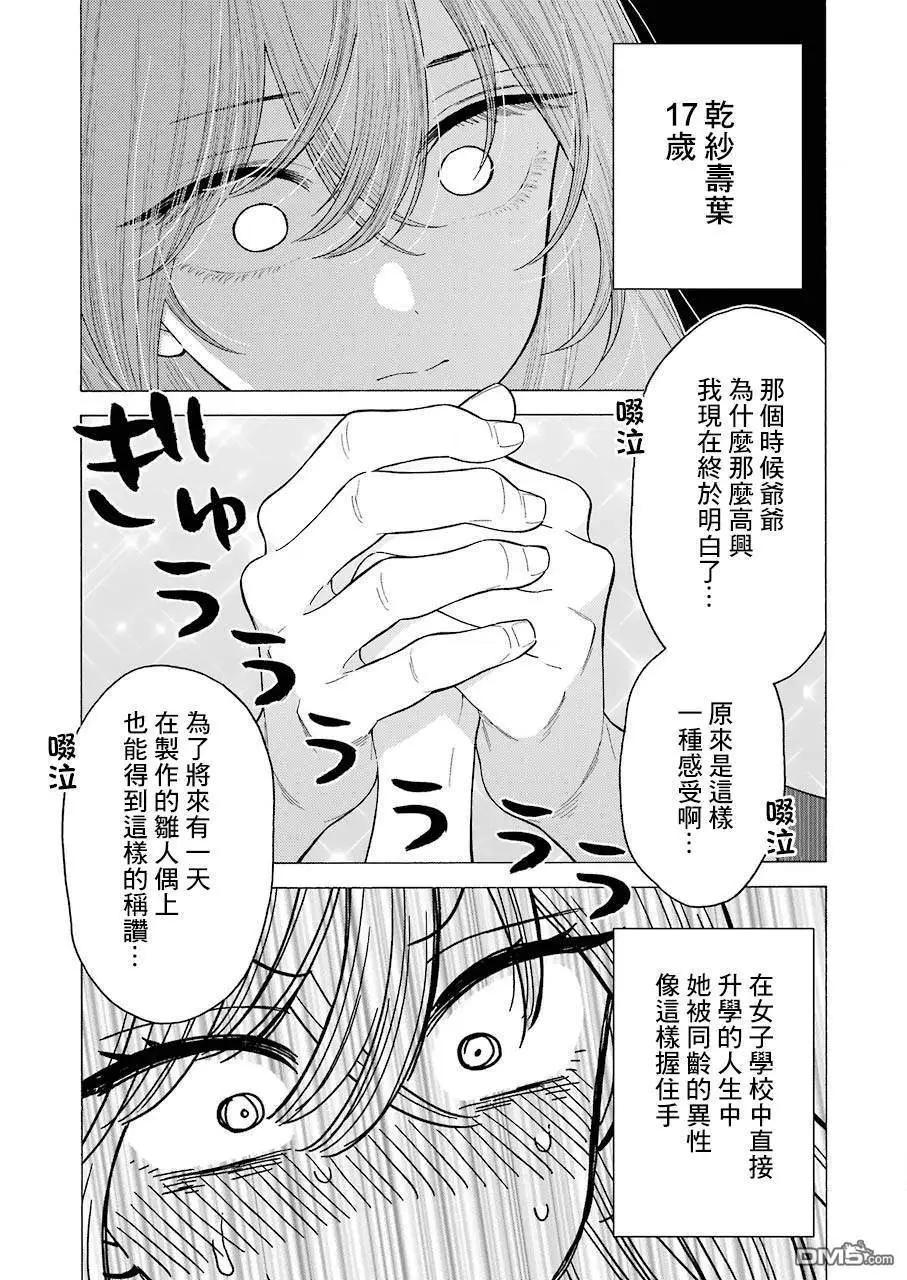 乾紗壽葉
17歲
那個時候爺爺
為什麼那麼高興
我現在終於明白了…
啜泣
原來是這樣
一種感受啊…
啜泣
ぎゅううううう
為了將來有一天
在製作的雛人偶上
也能得到這樣的稱讚…
啜泣
在女子學校中直接
升學的人生中
她被同齡的異性
像這樣握住手
DM5.com